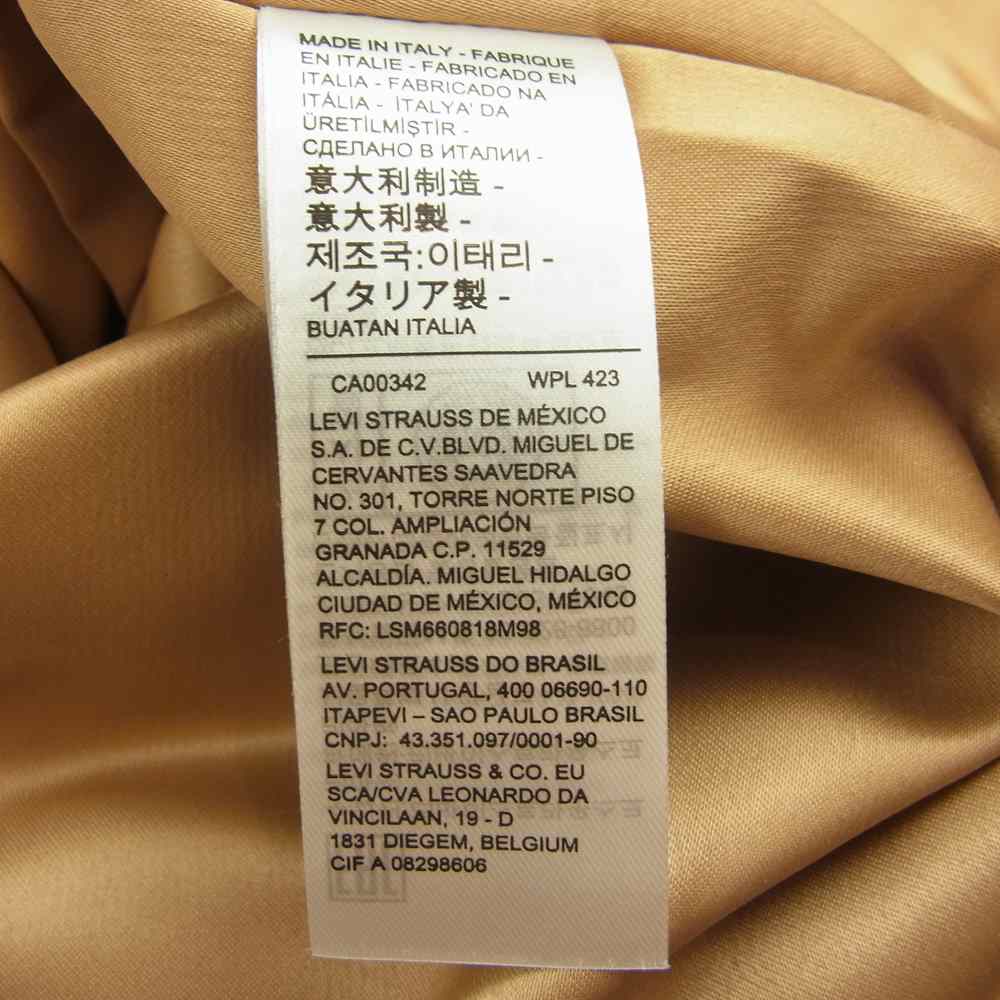 MADE IN ITALY - FABRIQUE
EN ITALIE - FABRICADO EN
ITALIA - FABRICADO NA
ITÁLIA - İTALYA' DA
ÜRETİLMİŞTİR -
СДЕЛАНО В ИТАЛИИ -
意大利制造 -
意大利製 -
제조국:이태리 -
イタリア製 -
BUATAN ITALIA
CA00342 WPL 423
LEVI STRAUSS DE MÉXICO
S.A. DE C.V.BLVD. MIGUEL DE
CERVANTES SAAVEDRA
NO. 301, TORRE NORTE PISO
7 COL. AMPLIACIÓN
GRANADA C.P. 11529
ALCALDÍA. MIGUEL HIDALGO
CIUDAD DE MÉXICO, MÉXICO
RFC: LSM660818M98
LEVI STRAUSS DO BRASIL
AV. PORTUGAL, 400 06690-110
ITAPEVI – SAO PAULO BRASIL
CNPJ: 43.351.097/0001-90
LEVI STRAUSS & CO. EU
SCA/CVA LEONARDO DA
VINCILAAN, 19 - D
1831 DIEGEM, BELGIUM
CIF A 08298606